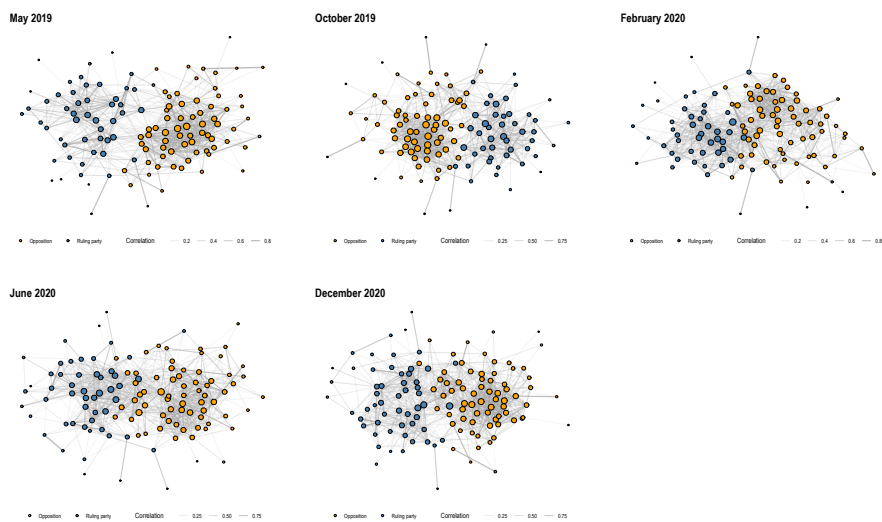 May 2019
October 2019
February 2020
Opposition Ruling party Correlation 0.2 0.4 0.6 0.8
Opposition Ruling party Correlation 0.25 0.50 0.75
Opposition Ruling party Correlation 0.2 0.4 0.6 0.8
June 2020
December 2020
Opposition Ruling party Correlation 0.25 0.50 0.75
Opposition Ruling party Correlation 0.25 0.50 0.75